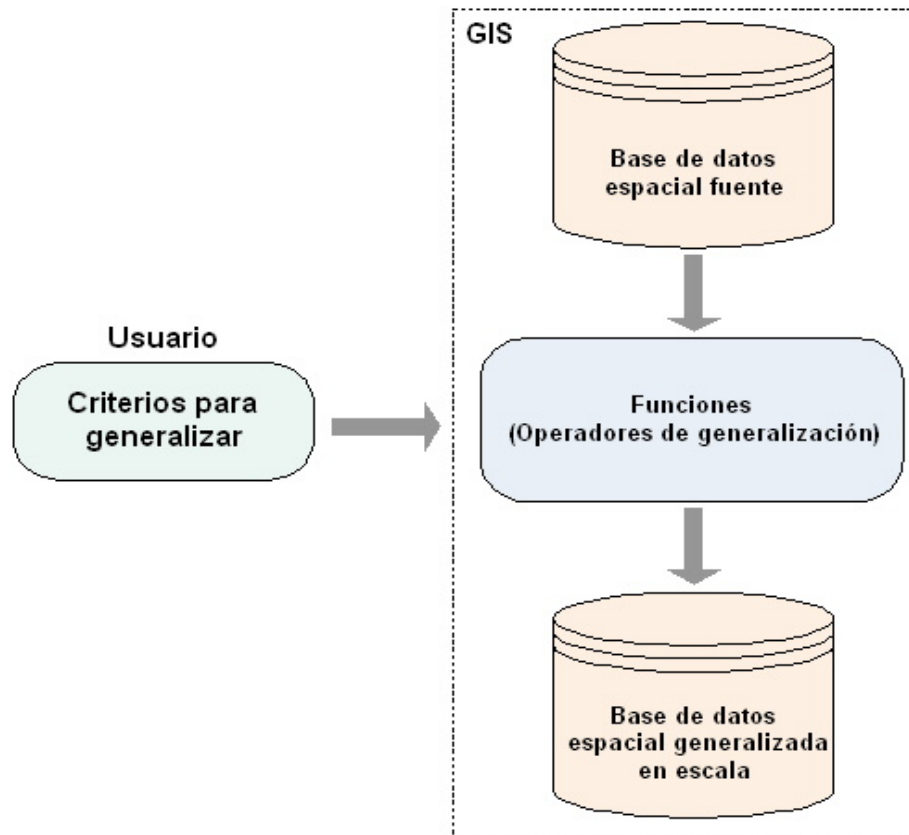 GIS
Base de datos
espacial fuente
Usuario
Criterios para
generalizar
Funciones
(Operadores de generalización)
Base de datos
espacial generalizada
en escala